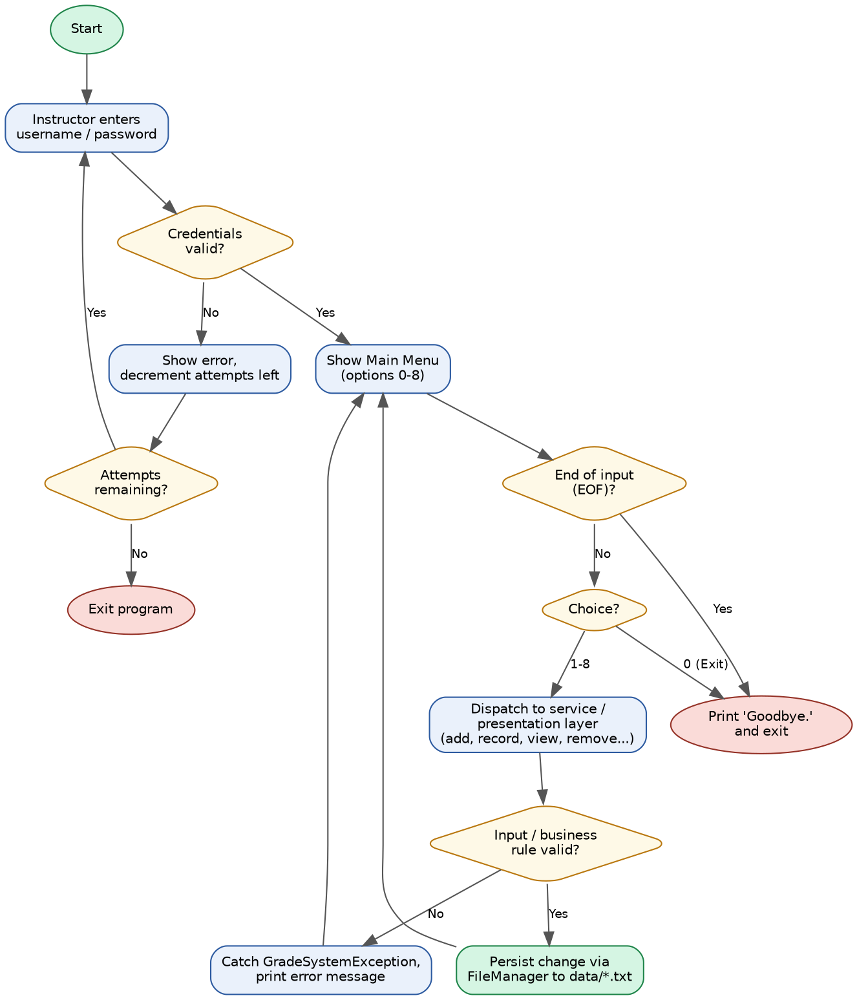 Start
Instructor enters
username / password
Credentials
valid?
No
Yes
Yes
Show error,
decrement attempts left
Show Main Menu
(options 0-8)
Attempts
remaining?
End of input
(EOF)?
No
No
Yes
Exit program
Choice?
1-8
0 (Exit)
Dispatch to service /
presentation layer
(add, record, view, remove...)
Print 'Goodbye.'
and exit
Input / business
rule valid?
No
Yes
Catch GradeSystemException,
print error message
Persist change via
FileManager to data/*.txt